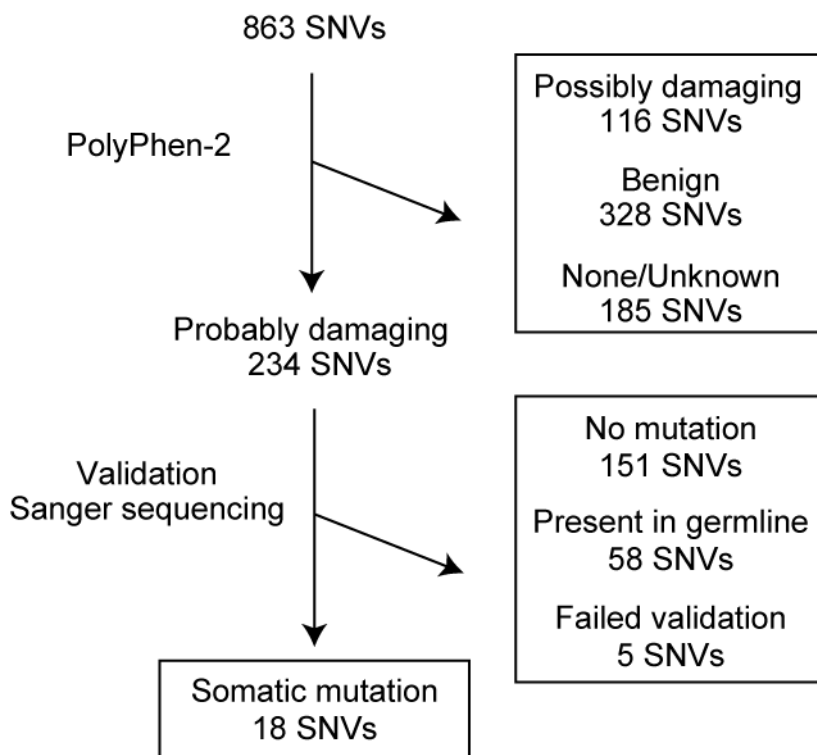 863 SNVs
PolyPhen-2
Possibly damaging
116 SNVs
Benign
328 SNVs
None/Unknown
185 SNVs
Probably damaging
234 SNVs
Validation
Sanger sequencing
No mutation
151 SNVs
Present in germline
58 SNVs
Failed validation
5 SNVs
Somatic mutation
18 SNVs